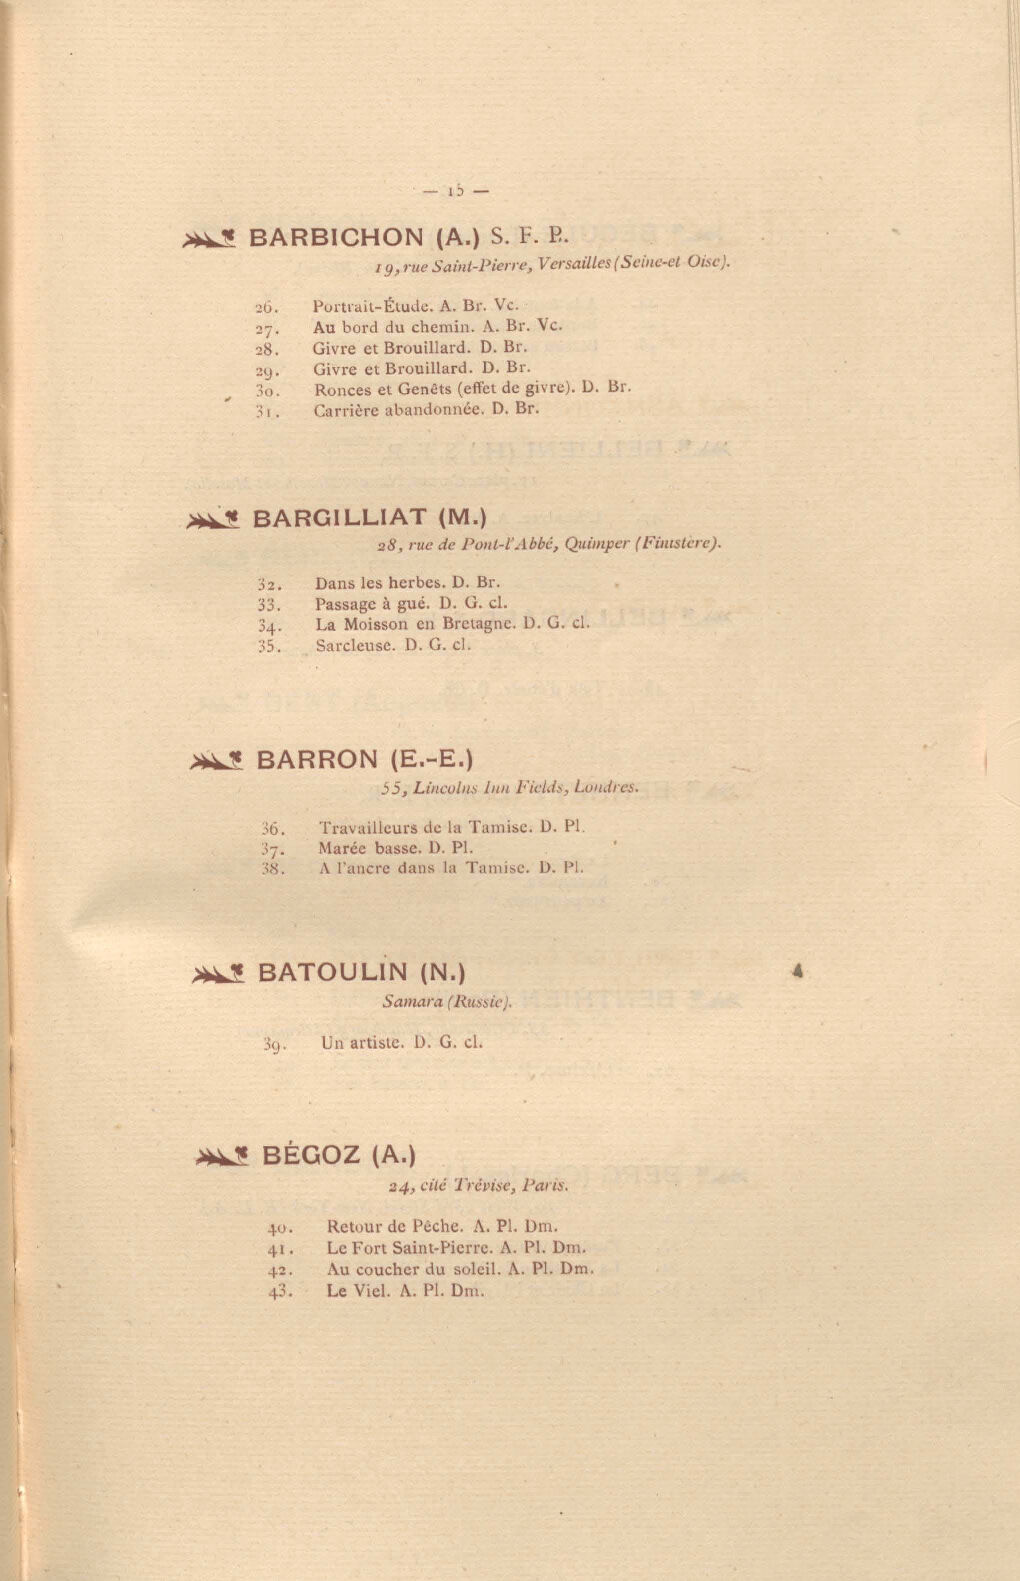 — 15 —
BARBICHON (A.) S. F. P.
19, rue Saint-Pierre, Versailles (Seine-et Oise).
26. Portrait-Étude. A. Br. Vc.
27. Au bord du chemin. A. Br. Vc.
28. Givre et Brouillard. D. Br.
29. Givre et Brouillard. D. Br.
30. Ronces et Genêts (effet de givre). D. Br.
31. Carrière abandonnée. D. Br.
BARGILLIAT (M.)
28, rue de Pont-l'Abbé, Quimper (Finistère).
32. Dans les herbes. D. Br.
33. Passage à gué. D. G. cl.
34. La Moisson en Bretagne. D. G. cl.
35. Sarcleuse. D. G. cl.
BARRON (E.-E.)
55, Lincolns Inn Fields, Londres.
36. Travailleurs de la Tamise. D. Pl.
37. Marée basse. D. Pl.
38. A l'ancre dans la Tamise. D. Pl.
BATOULIN (N.)
Samara (Russie).
39. Un artiste. D. G. cl.
BÉGOZ (A.)
24, cité Trévise, Paris.
40. Retour de Pêche. A. Pl. Dm.
41. Le Fort Saint-Pierre. A. Pl. Dm.
42. Au coucher du soleil. A. Pl. Dm.
43. Le Viel. A. Pl. Dm.